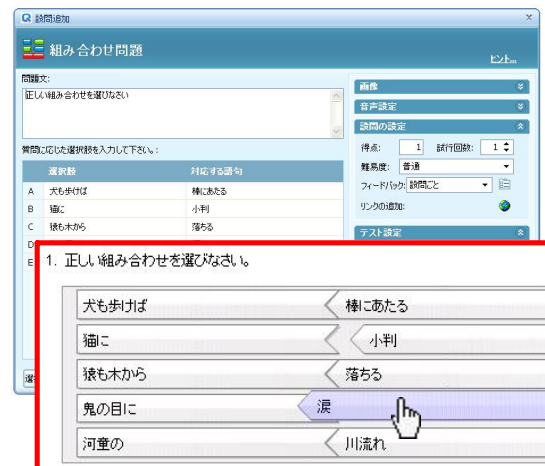 設問追加
組み合わせ問題
ヒント...
問題文:
正しい組み合わせを選びなさい
質問に応じた選択肢を入力して下さい。:
選択肢 対応する語句
A 犬も歩けば 棒にあたる
B 猫に 小判
C 猿も木から 落ちる
D
E
画像
音声設定
設問の設定
得点: 1 試行回数: 1
難易度: 普通
フィードバック: 設問ごと
リンクの追加:
テスト設定
1. 正しい組み合わせを選びなさい。
犬も歩けば 棒にあたる
猫に 小判
猿も木から 落ちる
鬼の目に 涙
河童の 川流れ